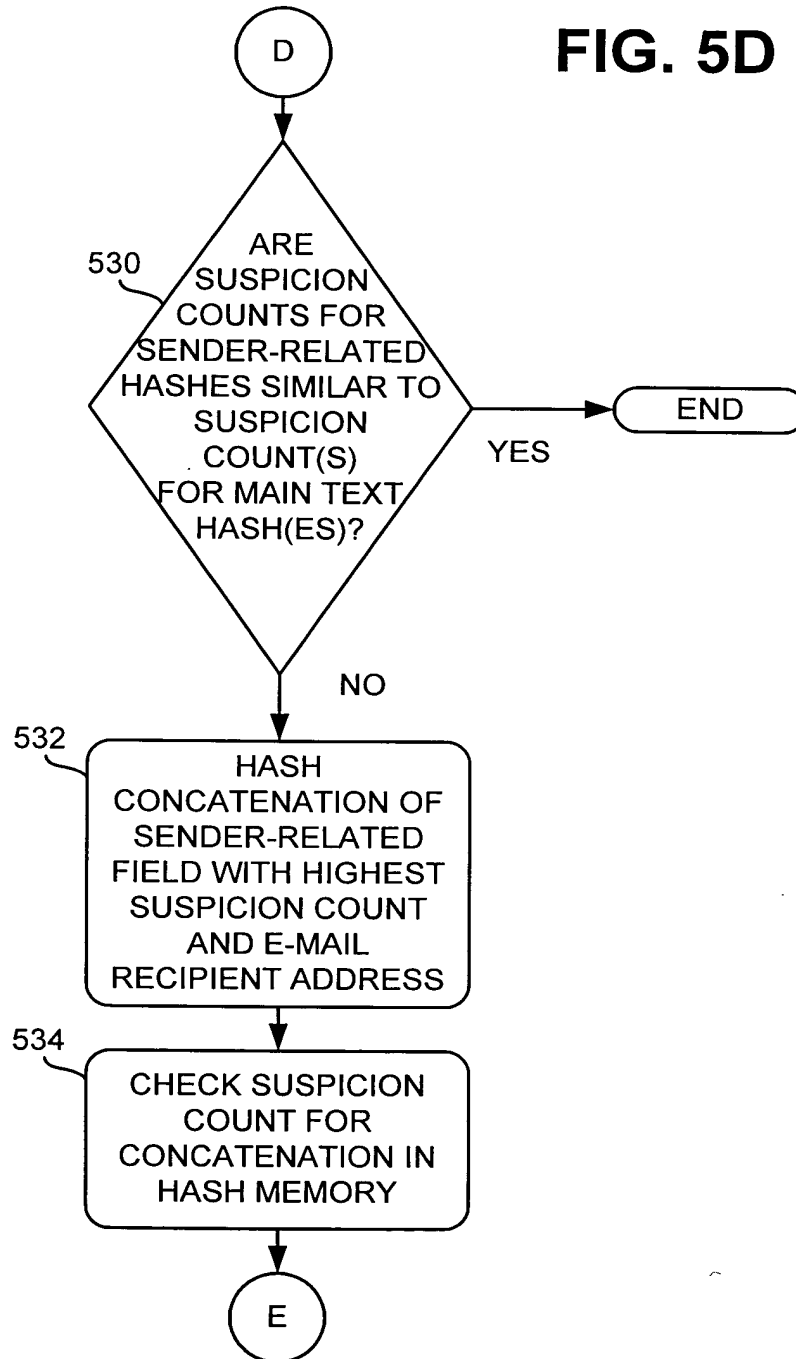 FIG. 5D
D
530
ARE
SUSPICION
COUNTS FOR
SENDER-RELATED
HASHES SIMILAR TO
SUSPICION
COUNT(S)
FOR MAIN TEXT
HASH(ES)?
YES
END
NO
532
HASH
CONCATENATION OF
SENDER-RELATED
FIELD WITH HIGHEST
SUSPICION COUNT
AND E-MAIL
RECIPIENT ADDRESS
534
CHECK SUSPICION
COUNT FOR
CONCATENATION IN
HASH MEMORY
E